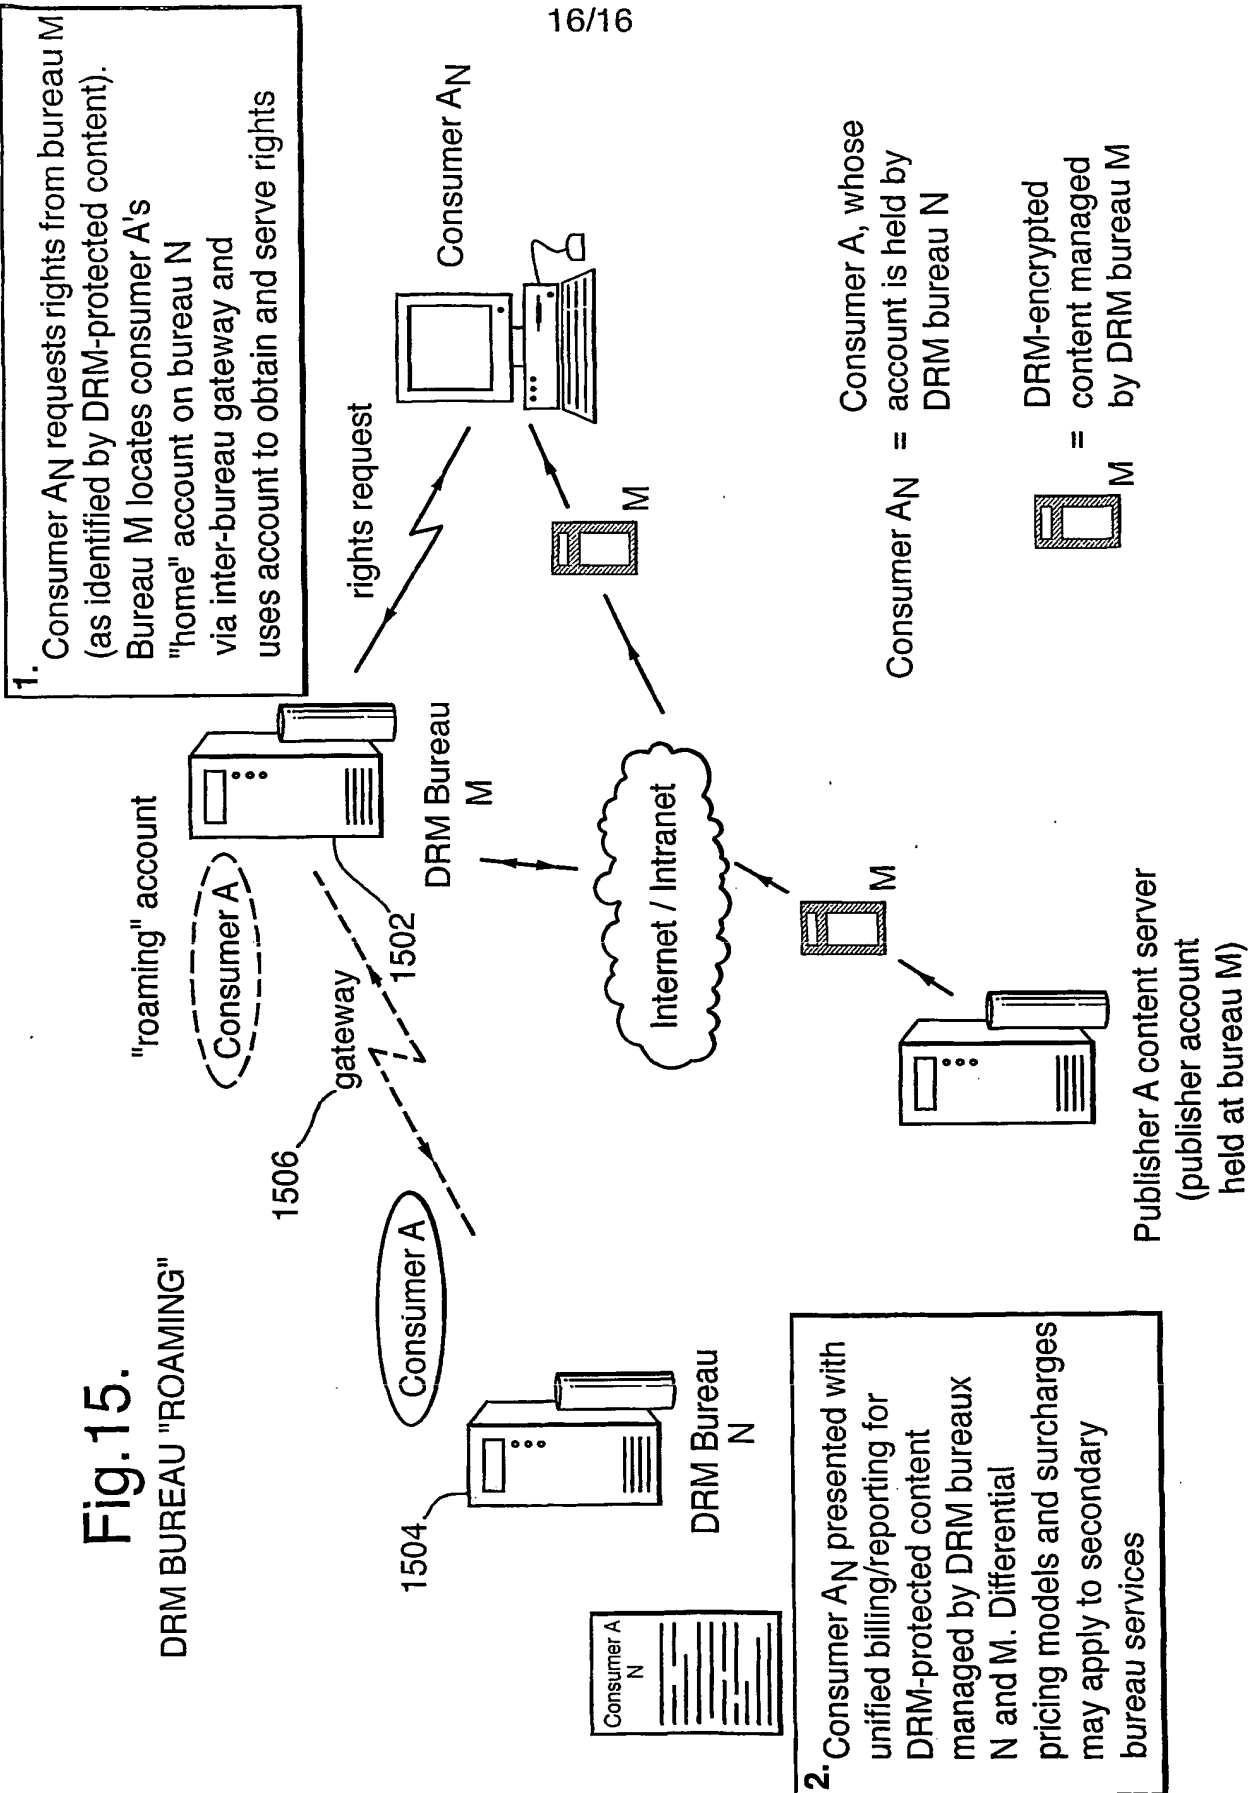 16/16
Fig.15.
DRM BUREAU "ROAMING"
1.
Consumer AN requests rights from bureau M
(as identified by DRM-protected content).
Bureau M locates consumer A's
"home" account on bureau N
via inter-bureau gateway and
uses account to obtain and serve rights
"roaming" account
Consumer A
1506
gateway
1502
DRM Bureau
M
rights request
Consumer AN
Consumer A
1504
DRM Bureau
N
Internet / Intranet
M
M
Publisher A content server
(publisher account
held at bureau M)
Consumer AN = Consumer A, whose
account is held by
DRM bureau N
M = DRM-encrypted
content managed
by DRM bureau M
Consumer A
N
2.
Consumer AN presented with
unified billing/reporting for
DRM-protected content
managed by DRM bureaux
N and M. Differential
pricing models and surcharges
may apply to secondary
bureau services